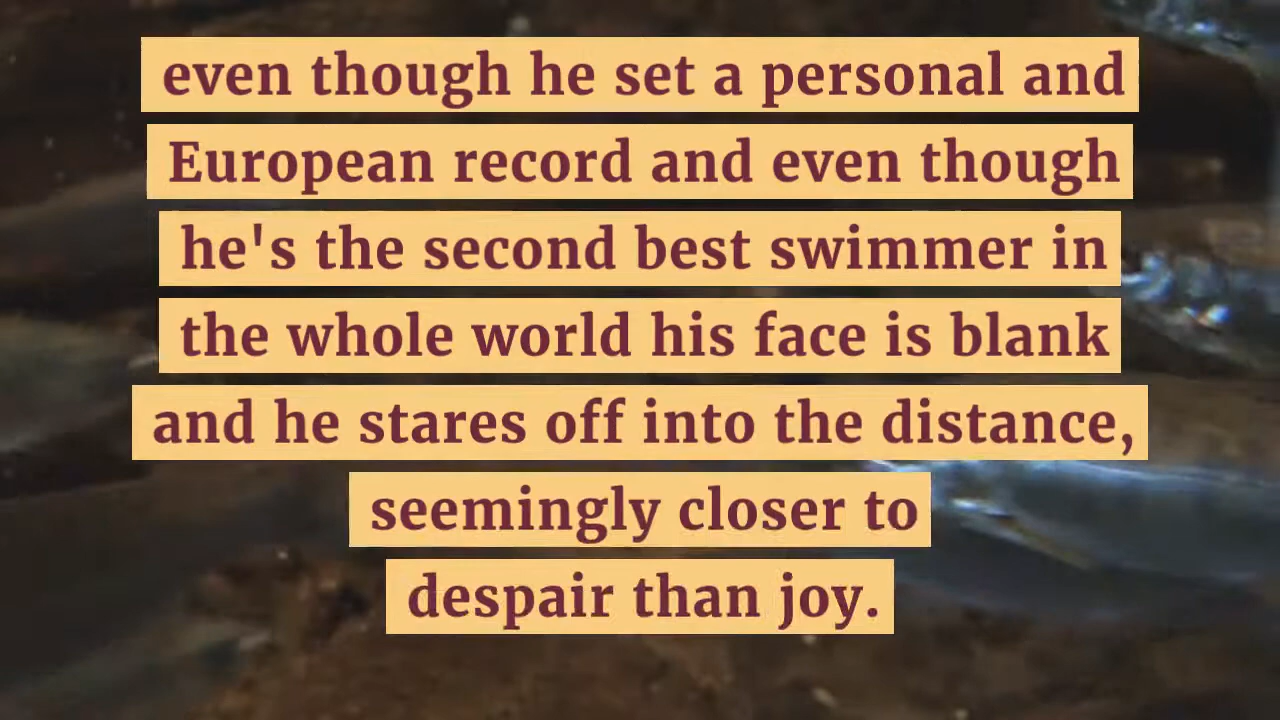 even though he set a personal and
European record and even though
he's the second best swimmer in
the whole world his face is blank
and he stares off into the distance,
seemingly closer to
despair than joy.